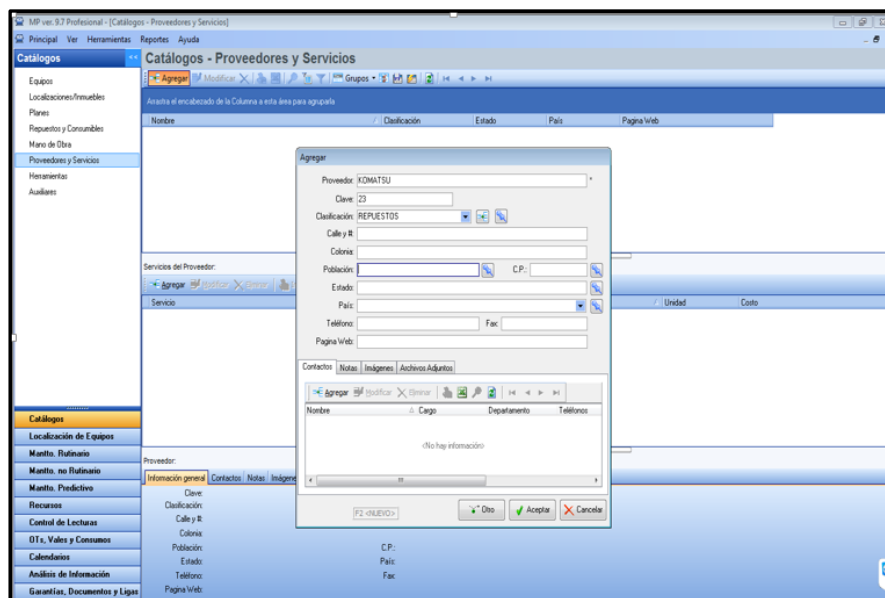 MP ver. 9.7 Profesional - [Catálogos - Proveedores y Servicios]
Principal Ver Herramientas Reportes Ayuda
Catálogos <<
Catálogos - Proveedores y Servicios
Agregar Modificar Grupos
Arrastra el encabezado de la Columna a esta área para agruparla
Nombre Clasificación Estado País Pagina Web
Equipos
Localizaciones/Inmuebles
Planes
Repuestos y Consumibles
Mano de Obra
Proveedores y Servicios
Herramientas
Auxiliares
Agregar
Proveedor: KOMATSU *
Clave: 23
Clasificación: REPUESTOS
Calle y #:
Colonia:
Población: C.P.:
Estado:
País:
Teléfono: Fax:
Pagina Web:
Servicios del Proveedor:
Agregar Modificar Eliminar
Servicio Unidad Costo
Contactos Notas Imágenes Archivos Adjuntos
Agregar Modificar Eliminar
Nombre Cargo Departamento Teléfonos
<No hay información>
F2 <NUEVO> Otro Aceptar Cancelar
Catálogos
Localización de Equipos
Mantto. Rutinario
Mantto. no Rutinario
Mantto. Predictivo
Recursos
Control de Lecturas
OTs, Vales y Consumos
Calendarios
Análisis de Información
Garantías, Documentos y Ligas
Proveedor:
Información general Contactos Notas Imágene
Clave:
Clasificación:
Calle y #:
Colonia:
Población: C.P.:
Estado: País:
Teléfono: Fax:
Pagina Web: